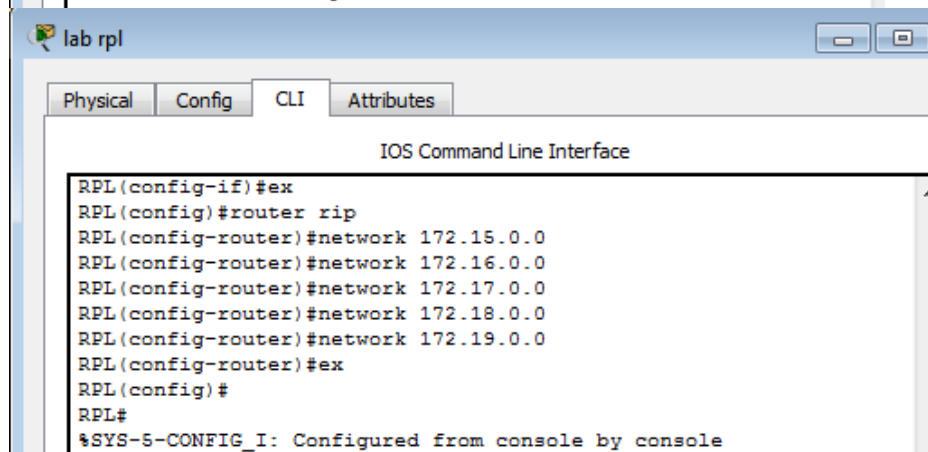 lab rpl
Physical Config CLI Attributes
IOS Command Line Interface
RPL(config-if)#ex
RPL(config)#router rip
RPL(config-router)#network 172.15.0.0
RPL(config-router)#network 172.16.0.0
RPL(config-router)#network 172.17.0.0
RPL(config-router)#network 172.18.0.0
RPL(config-router)#network 172.19.0.0
RPL(config-router)#ex
RPL(config)#
RPL#
%SYS-5-CONFIG_I: Configured from console by console